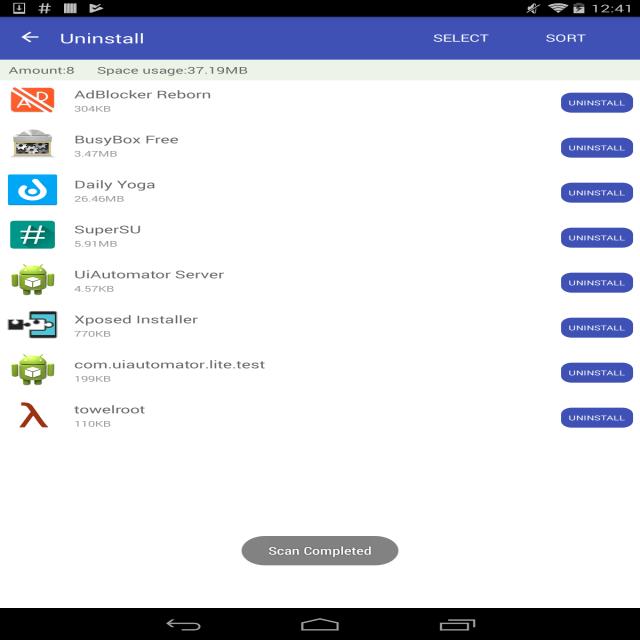 12:41
Uninstall SELECT SORT
Amount:8 Space usage:37.19MB
AD AdBlocker Reborn
304KB
UNINSTALL
BusyBox Free
3.47MB
UNINSTALL
Daily Yoga
26.46MB
UNINSTALL
# SuperSU
5.91MB
UNINSTALL
UiAutomator Server
4.57KB
UNINSTALL
Xposed Installer
770KB
UNINSTALL
com.uiautomator.lite.test
199KB
UNINSTALL
λ towelroot
110KB
UNINSTALL
Scan Completed